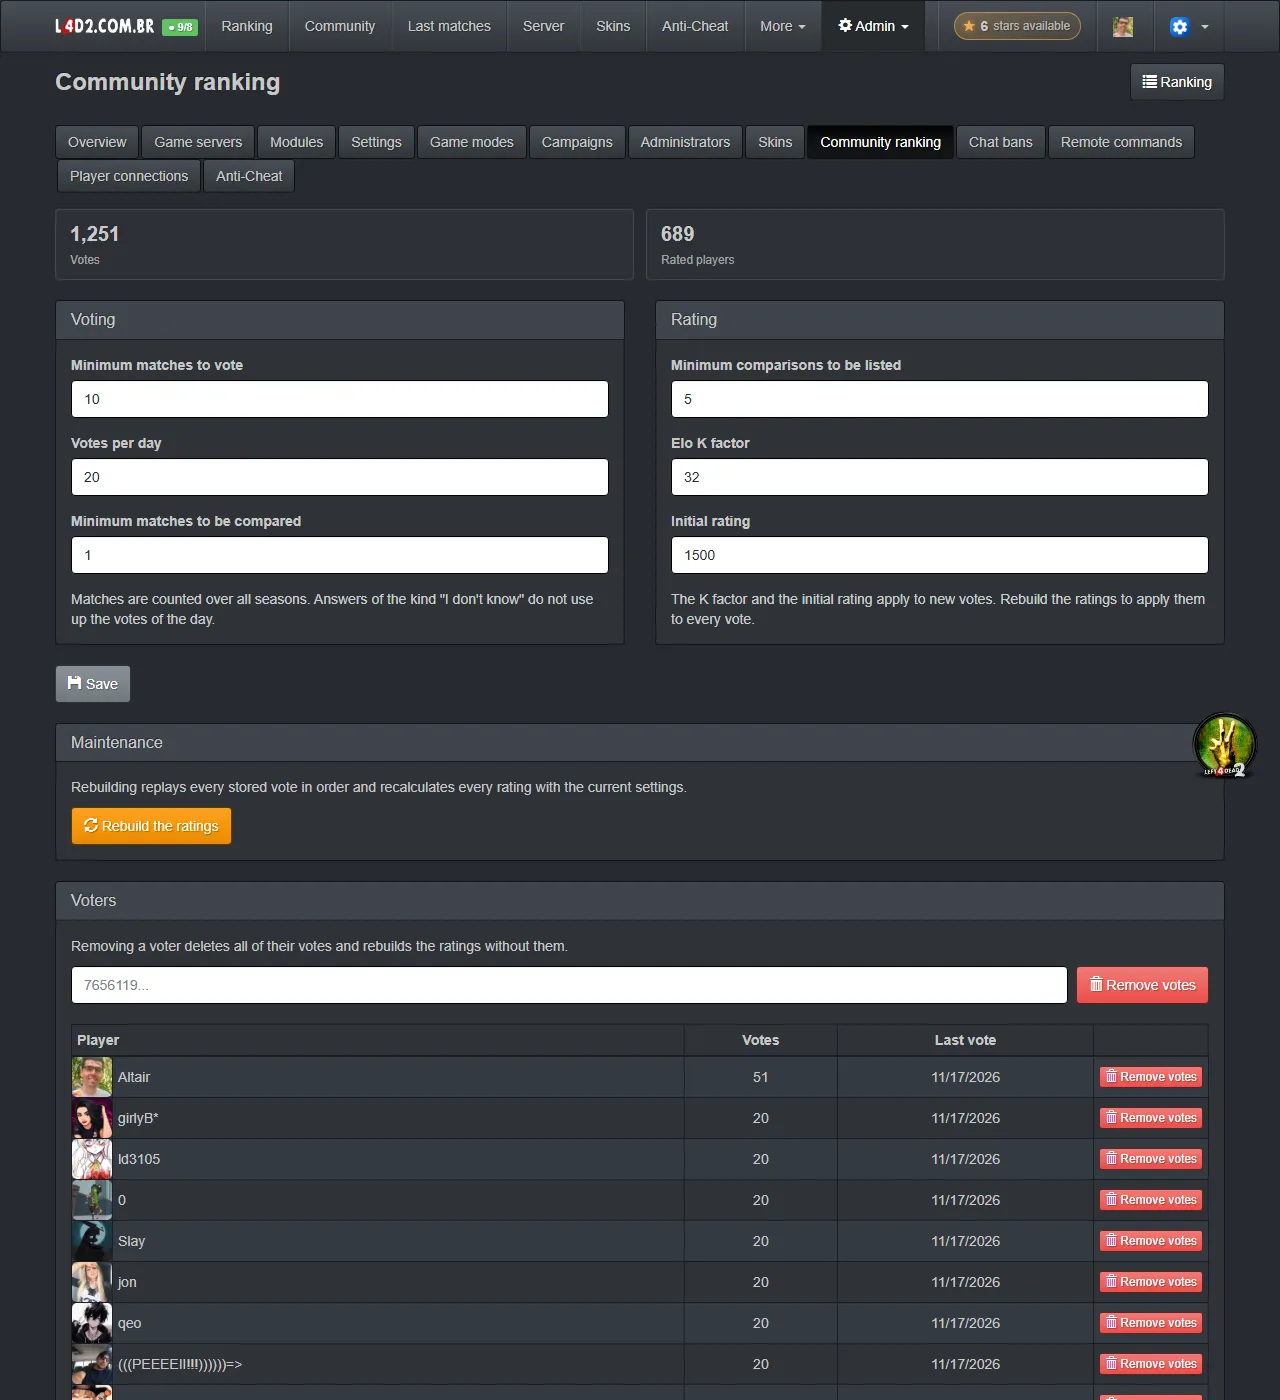 L4D2.COM.BR
9/8
Ranking
Community
Last matches
Server
Skins
Anti-Cheat
More
Admin
6 stars available
Community ranking
Ranking
Overview
Game servers
Modules
Settings
Game modes
Campaigns
Administrators
Skins
Community ranking
Chat bans
Remote commands
Player connections
Anti-Cheat
1,251
Votes
689
Rated players
Voting
Minimum matches to vote
10
Votes per day
20
Minimum matches to be compared
1
Matches are counted over all seasons. Answers of the kind "I don't know" do not use
up the votes of the day.
Rating
Minimum comparisons to be listed
5
Elo K factor
32
Initial rating
1500
The K factor and the initial rating apply to new votes. Rebuild the ratings to apply them
to every vote.
Save
Maintenance
LEFT 4 DEAD 2
Rebuilding replays every stored vote in order and recalculates every rating with the current settings.
Rebuild the ratings
Voters
Removing a voter deletes all of their votes and rebuilds the ratings without them.
7656119...
Remove votes
Player Votes Last vote
Altair 51 11/17/2026 Remove votes
girlyB* 20 11/17/2026 Remove votes
ld3105 20 11/17/2026 Remove votes
0 20 11/17/2026 Remove votes
Slay 20 11/17/2026 Remove votes
jon 20 11/17/2026 Remove votes
qeo 20 11/17/2026 Remove votes
20 11/17/2026 Remove votes